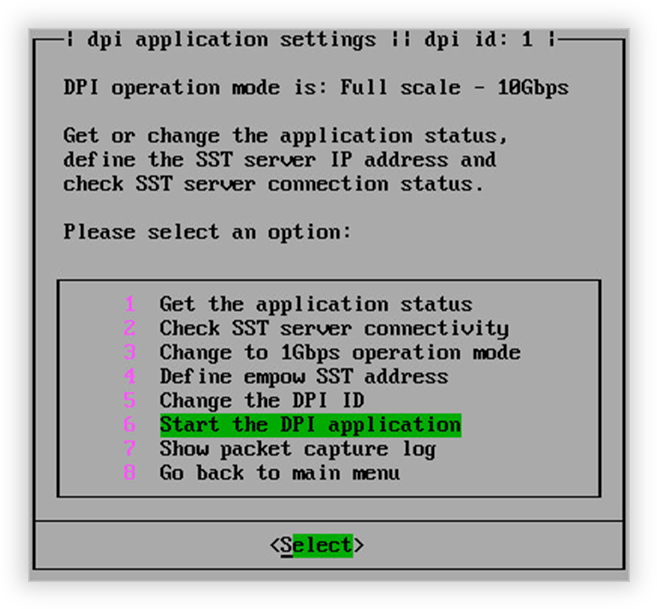 ¦ dpi application settings ¦¦ dpi id: 1 ¦
DPI operation mode is: Full scale - 10Gbps
Get or change the application status,
define the SST server IP address and
check SST server connection status.
Please select an option:
1 Get the application status
2 Check SST server connectivity
3 Change to 1Gbps operation mode
4 Define empow SST address
5 Change the DPI ID
6 Start the DPI application
7 Show packet capture log
8 Go back to main menu
<Select>